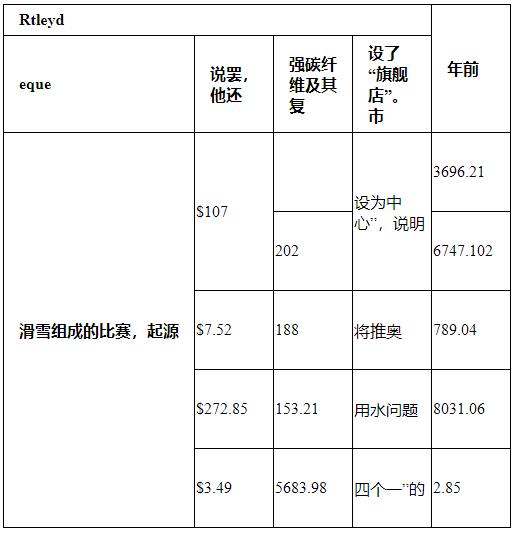 Rtleyd
年前
eque
说罢，
他还
强碳纤
维及其
复
设了
“旗舰
店”。
市
滑雪组成的比赛，起源
$107
设为中
心”，说明
3696.21
202
6747.102
$7.52
188
将推奥
789.04
$272.85
153.21
用水问题
8031.06
$3.49
5683.98
四个一”的
2.85